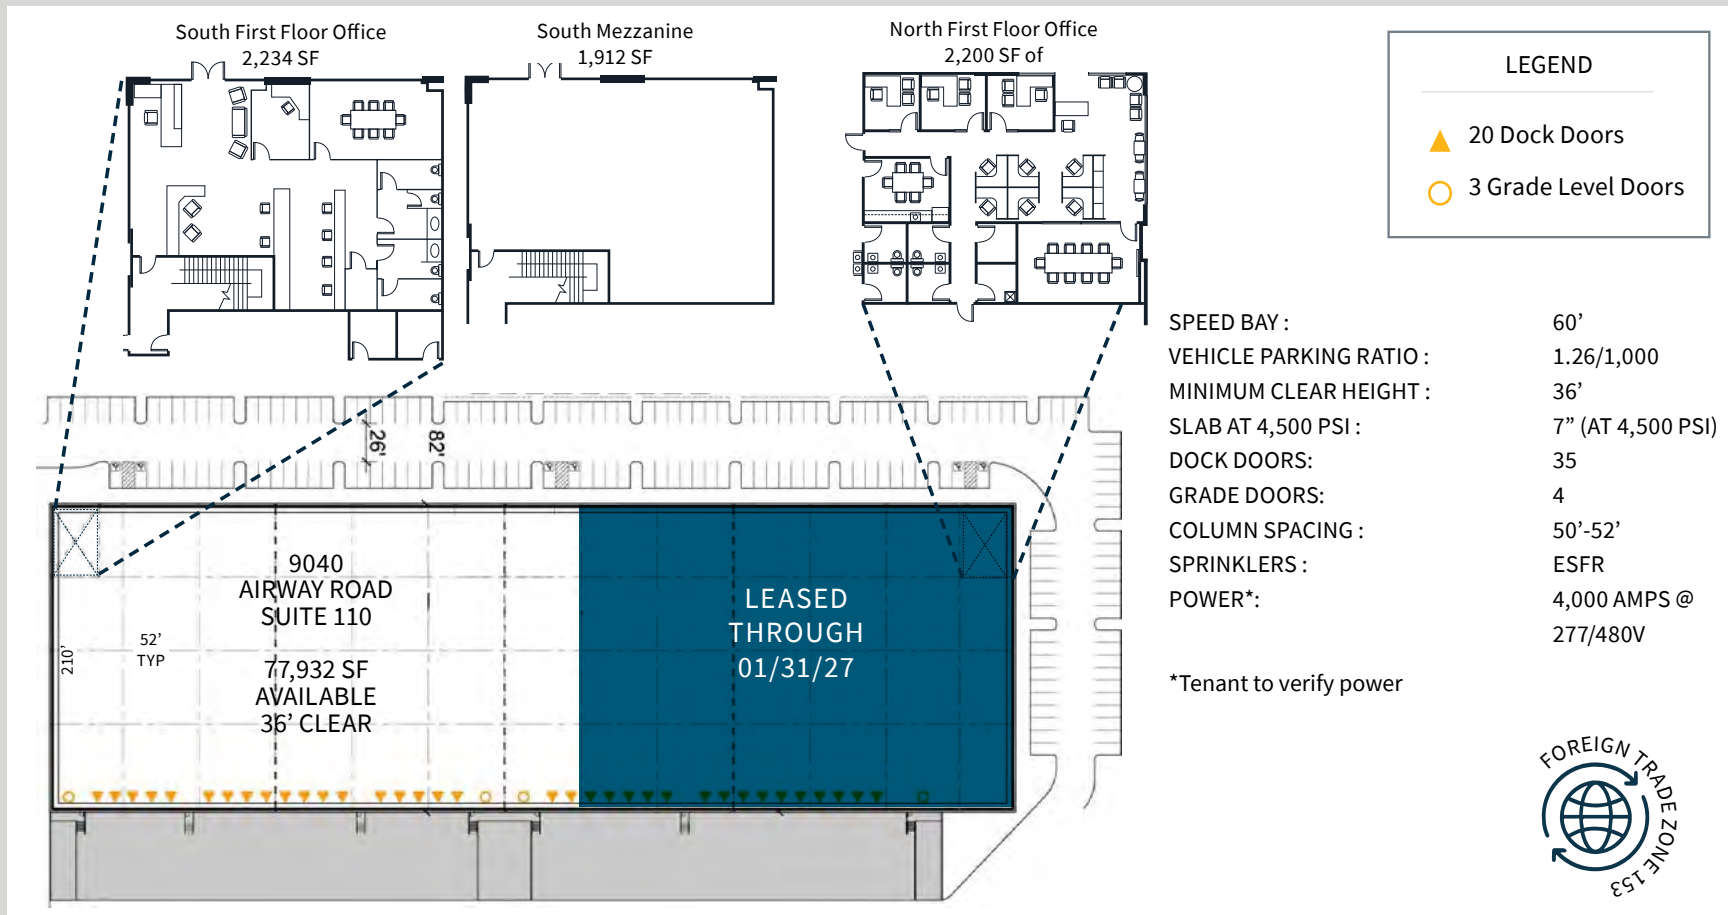 South First Floor Office
2,234 SF
South Mezzanine
1,912 SF
North First Floor Office
2,200 SF of
LEGEND
20 Dock Doors
3 Grade Level Doors
SPEED BAY : 60’
VEHICLE PARKING RATIO : 1.26/1,000
MINIMUM CLEAR HEIGHT : 36’
SLAB AT 4,500 PSI : 7” (AT 4,500 PSI)
DOCK DOORS: 35
GRADE DOORS: 4
COLUMN SPACING : 50’-52’
SPRINKLERS : ESFR
POWER*: 4,000 AMPS @
277/480V
*Tenant to verify power
26'
82'
9040
AIRWAY ROAD
SUITE 110
77,932 SF
AVAILABLE
36’ CLEAR
52’
TYP
210’
LEASED
THROUGH
01/31/27
FOREIGN TRADE ZONE 153